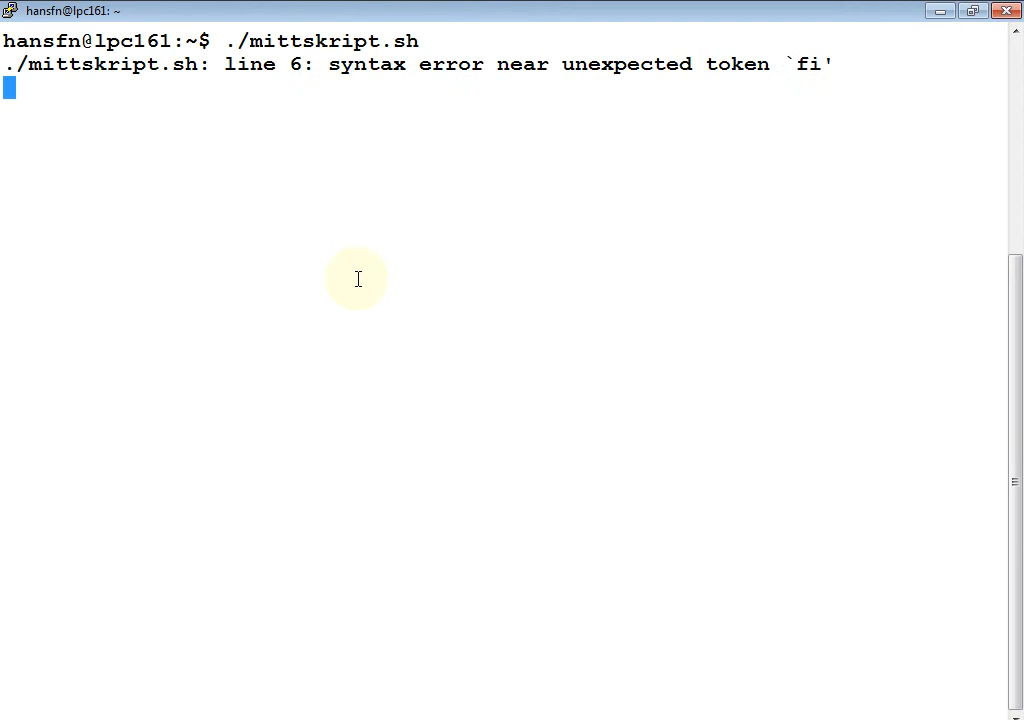 hansfn@lpc161: ~
hansfn@lpc161:~$ ./mittskript.sh
./mittskript.sh: line 6: syntax error near unexpected token `fi'